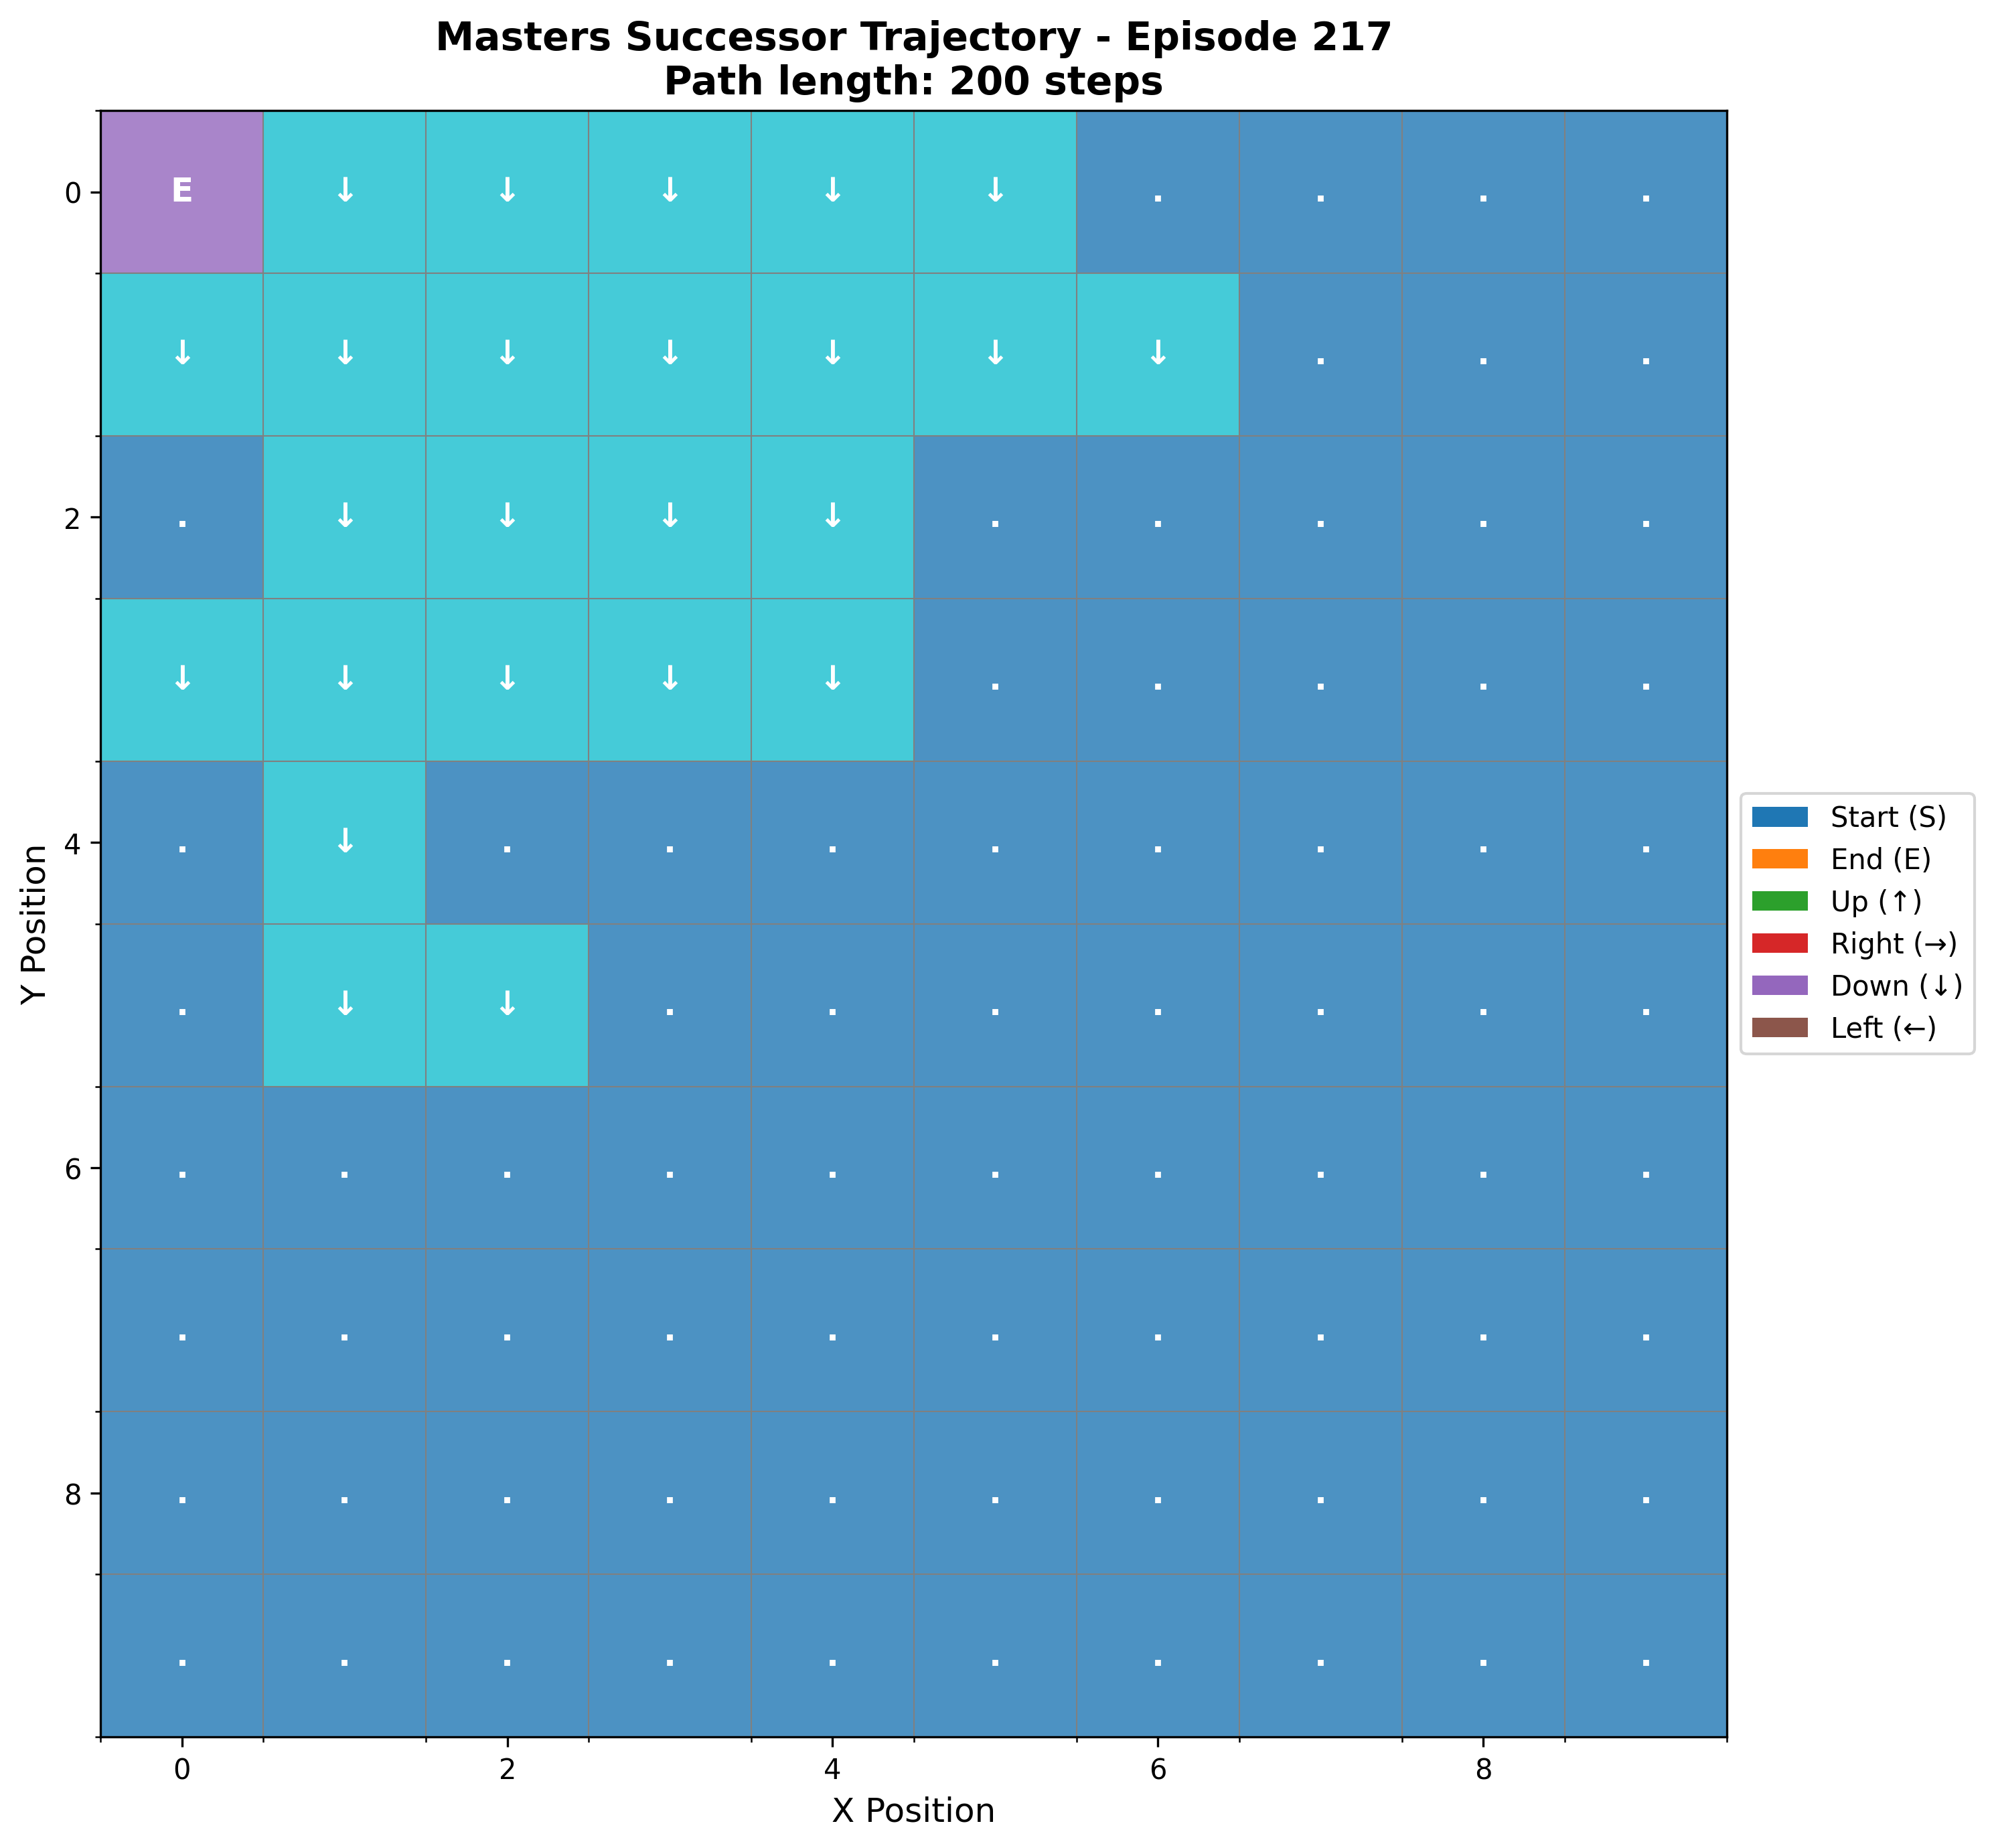 Masters Successor Trajectory - Episode 217
Path length: 200 steps
0 E ↓ ↓ ↓ ↓ ↓ . . . .
↓ ↓ ↓ ↓ ↓ ↓ ↓ . . .
2 . ↓ ↓ ↓ ↓ . . . . .
↓ ↓ ↓ ↓ ↓ . . . . .
4 . ↓ . . . . . . . .
. ↓ ↓ . . . . . . .
6 . . . . . . . . . .
. . . . . . . . . .
8 . . . . . . . . . .
. . . . . . . . . .
0 2 4 6 8
X Position
Y Position
Start (S)
End (E)
Up (↑)
Right (→)
Down (↓)
Left (←)